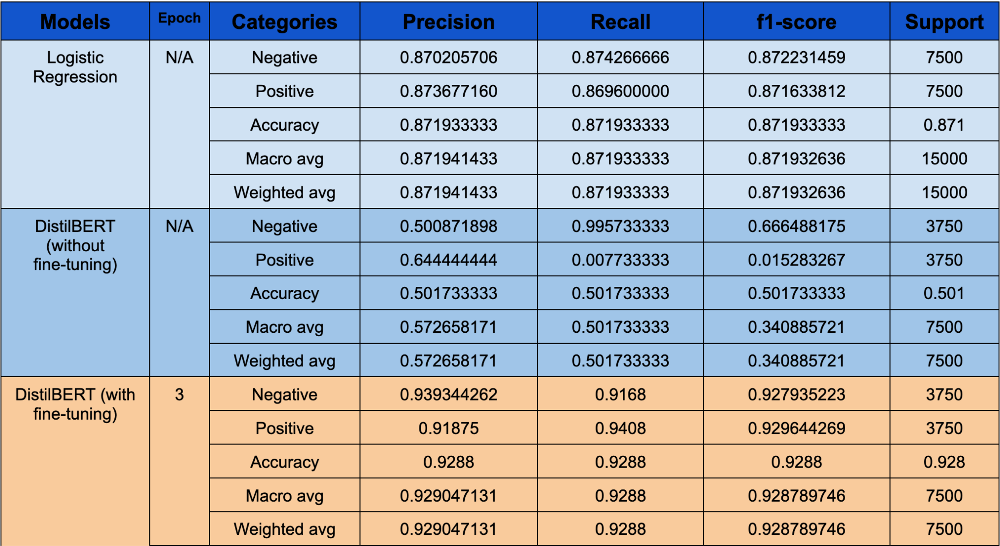 Models Epoch Categories Precision Recall f1-score Support
Logistic Regression N/A Negative 0.870205706 0.874266666 0.872231459 7500
Positive 0.873677160 0.869600000 0.871633812 7500
Accuracy 0.871933333 0.871933333 0.871933333 0.871
Macro avg 0.871941433 0.871933333 0.871932636 15000
Weighted avg 0.871941433 0.871933333 0.871932636 15000
DistilBERT (without fine-tuning) N/A Negative 0.500871898 0.995733333 0.666488175 3750
Positive 0.644444444 0.007733333 0.015283267 3750
Accuracy 0.501733333 0.501733333 0.501733333 0.501
Macro avg 0.572658171 0.501733333 0.340885721 7500
Weighted avg 0.572658171 0.501733333 0.340885721 7500
DistilBERT (with fine-tuning) 3 Negative 0.939344262 0.9168 0.927935223 3750
Positive 0.91875 0.9408 0.929644269 3750
Accuracy 0.9288 0.9288 0.9288 0.928
Macro avg 0.929047131 0.9288 0.928789746 7500
Weighted avg 0.929047131 0.9288 0.928789746 7500